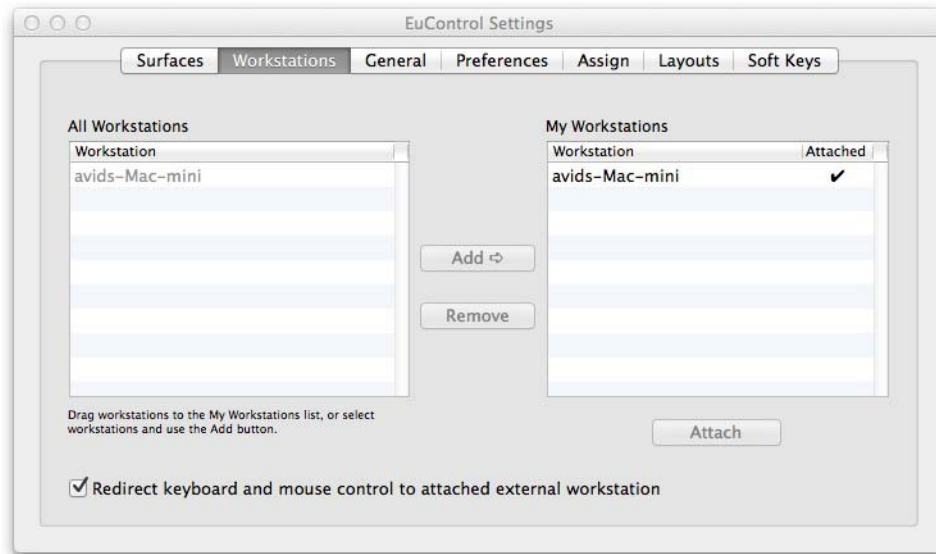 EuControl Settings
Surfaces Workstations General Preferences Assign Layouts Soft Keys
All Workstations
Workstation
avids-Mac-mini
My Workstations
Workstation Attached
avids-Mac-mini ✔
Add ⇨
Remove
Drag workstations to the My Workstations list, or select
workstations and use the Add button.
Attach
Redirect keyboard and mouse control to attached external workstation